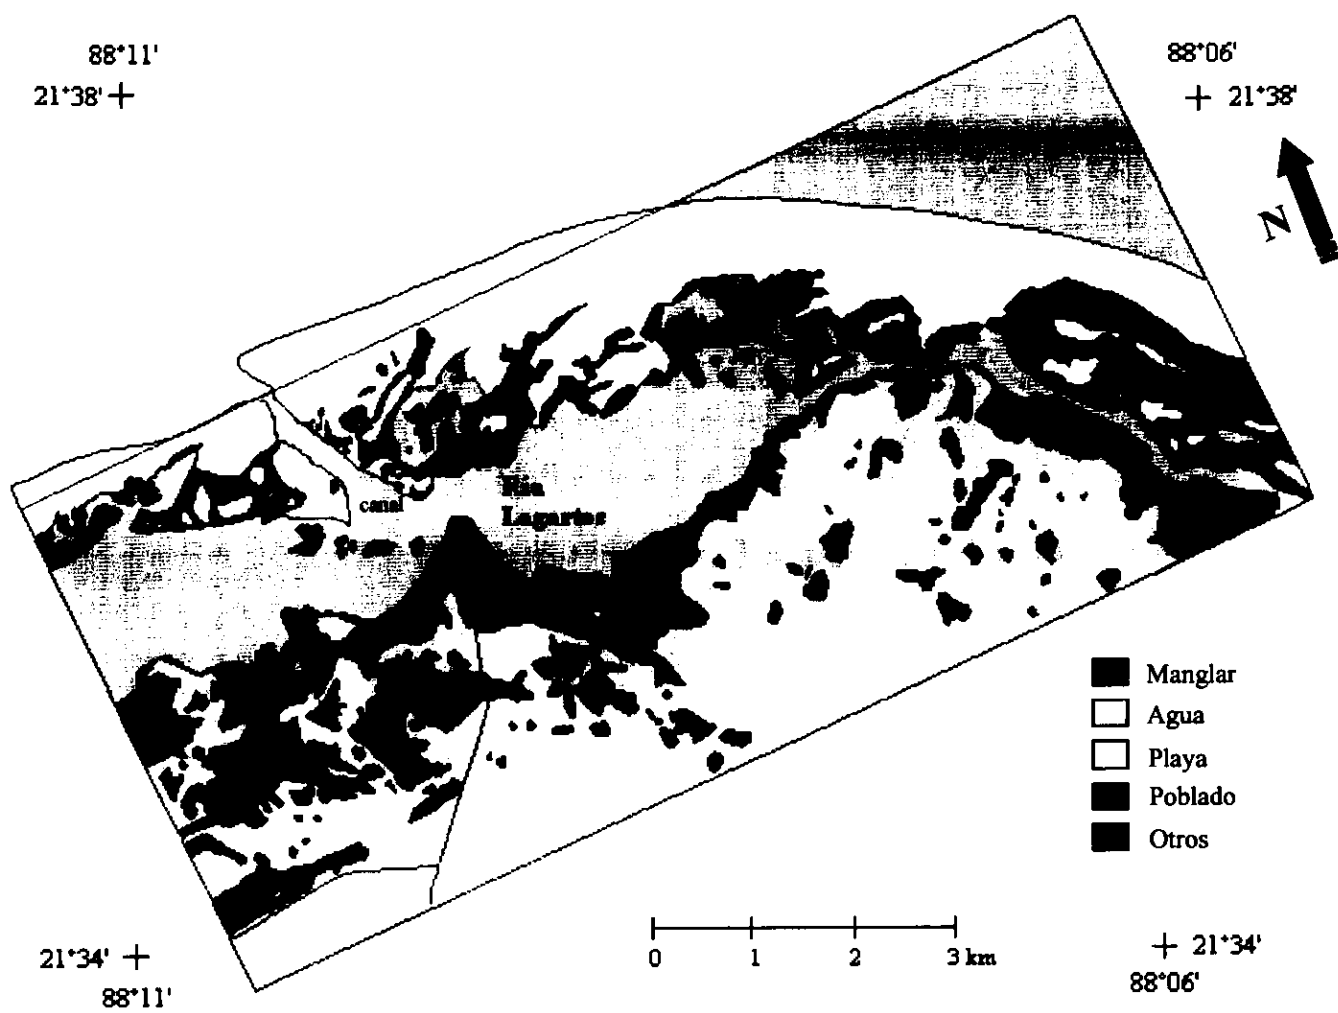 88°11'
21°38'
88°06'
21°38'
N
canal
Ría
Lagartos
Manglar
Agua
Playa
Poblado
Otros
0 1 2 3 km
21°34'
88°11'
21°34'
88°06'